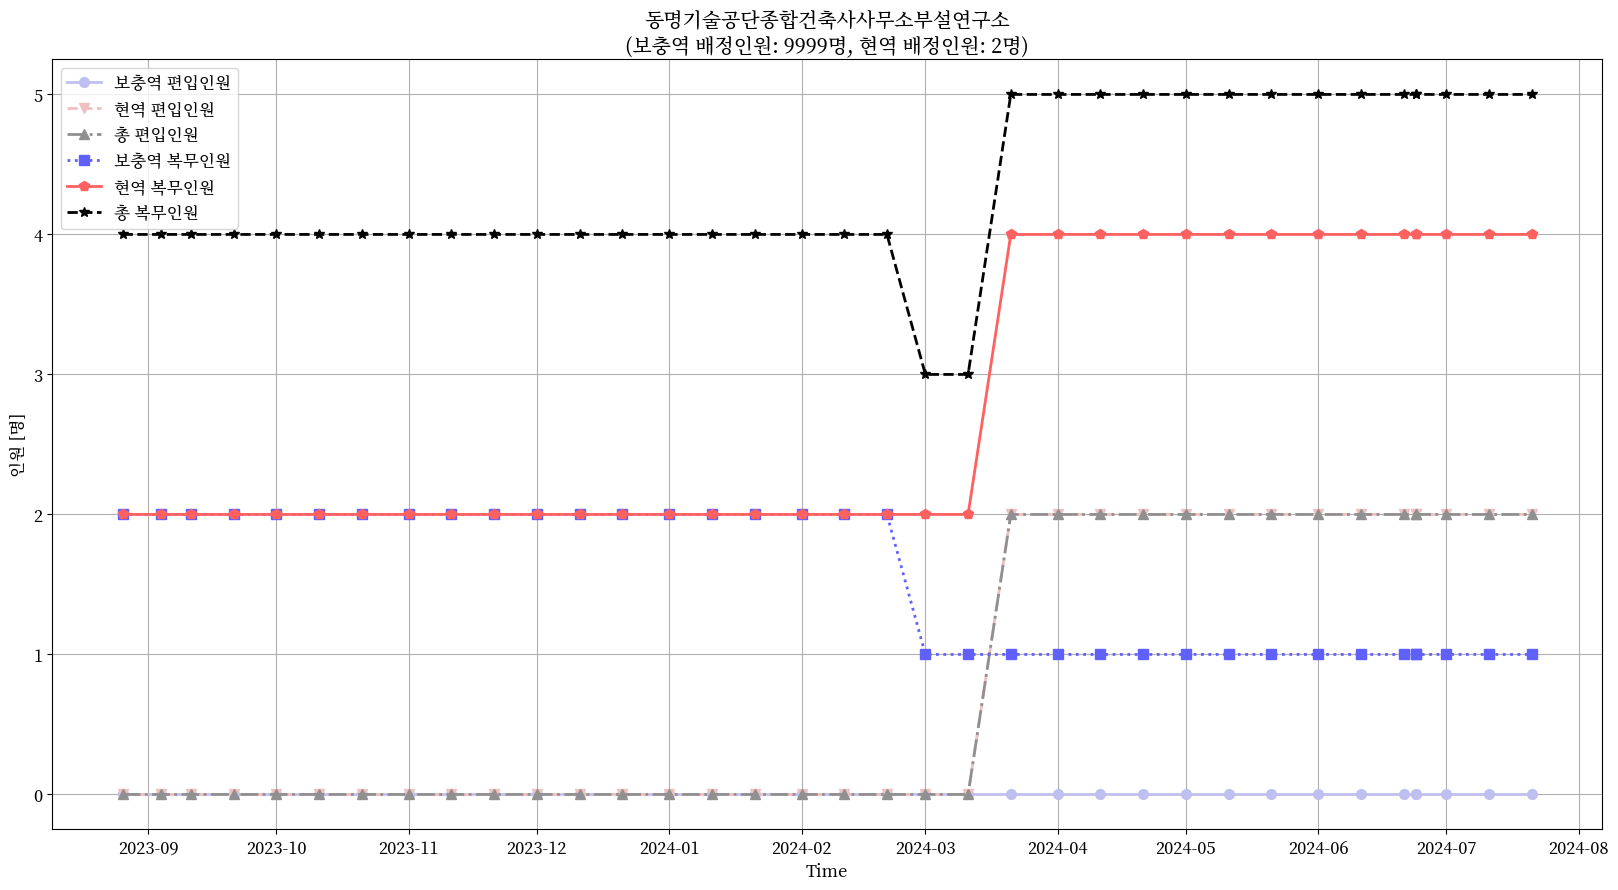 동명기술공단종합건축사사무소부설연구소
(보충역 배정인원: 9999명, 현역 배정인원: 2명)
보충역 편입인원
현역 편입인원
총 편입인원
보충역 복무인원
현역 복무인원
총 복무인원
5
4
3
2
1
0
인원 [명]
2023-09
2023-10
2023-11
2023-12
2024-01
2024-02
2024-03
2024-04
2024-05
2024-06
2024-07
2024-08
Time